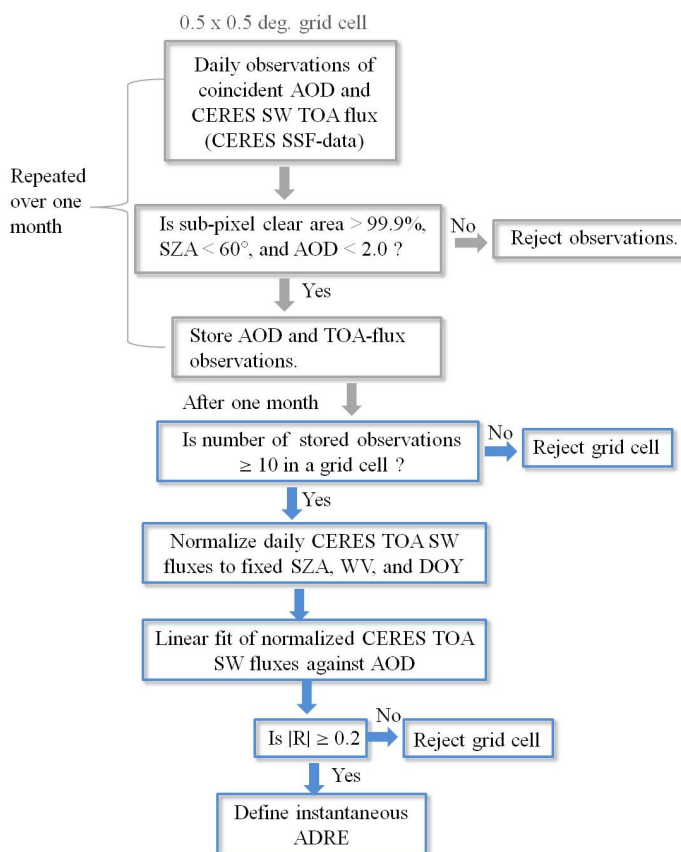 0.5 x 0.5 deg. grid cell
Daily observations of
coincident AOD and
CERES SW TOA flux
(CERES SSF-data)
Repeated
over one
month
Is sub-pixel clear area > 99.9%,
SZA < 60°, and AOD < 2.0 ?
No
Reject observations.
Yes
Store AOD and TOA-flux
observations.
After one month
Is number of stored observations
≥ 10 in a grid cell ?
No
Reject grid cell
Yes
Normalize daily CERES TOA SW
fluxes to fixed SZA, WV, and DOY
Linear fit of normalized CERES TOA
SW fluxes against AOD
Is |R| ≥ 0.2
No
Reject grid cell
Yes
Define instantaneous
ADRE